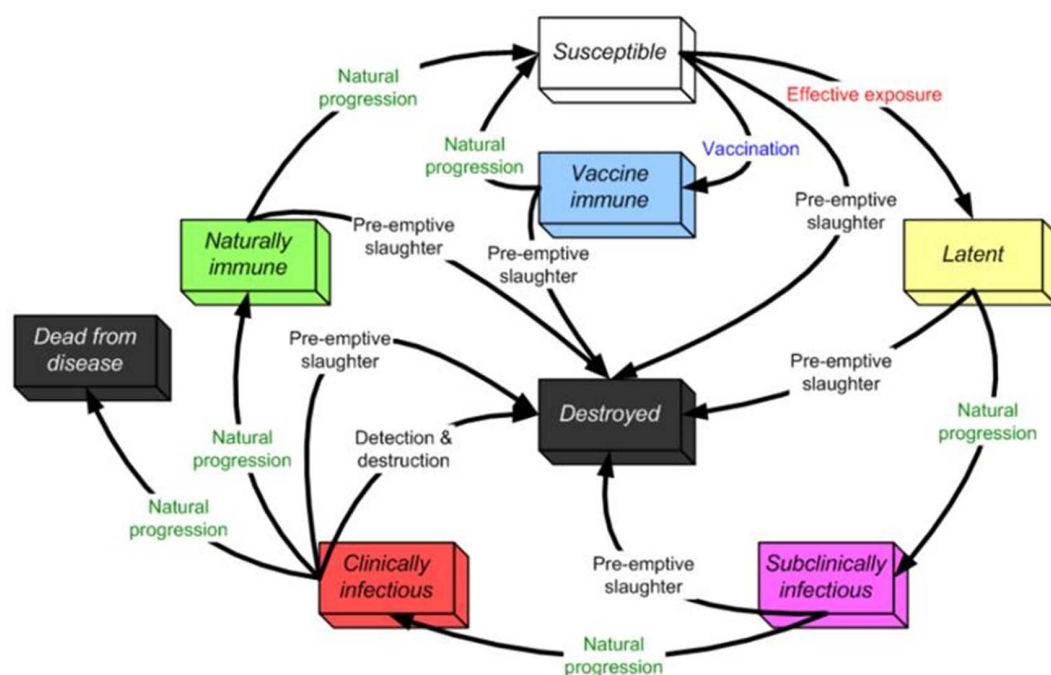 Susceptible
Natural
progression
Effective exposure
Natural
progression
Vaccination
Vaccine
immune
Pre-emptive
slaughter
Pre-emptive
slaughter
Naturally
immune
Pre-emptive
slaughter
Latent
Dead from
disease
Pre-emptive
slaughter
Pre-emptive
slaughter
Destroyed
Natural
progression
Detection &
destruction
Natural
progression
Natural
progression
Clinically
infectious
Pre-emptive
slaughter
Subclinically
infectious
Natural
progression